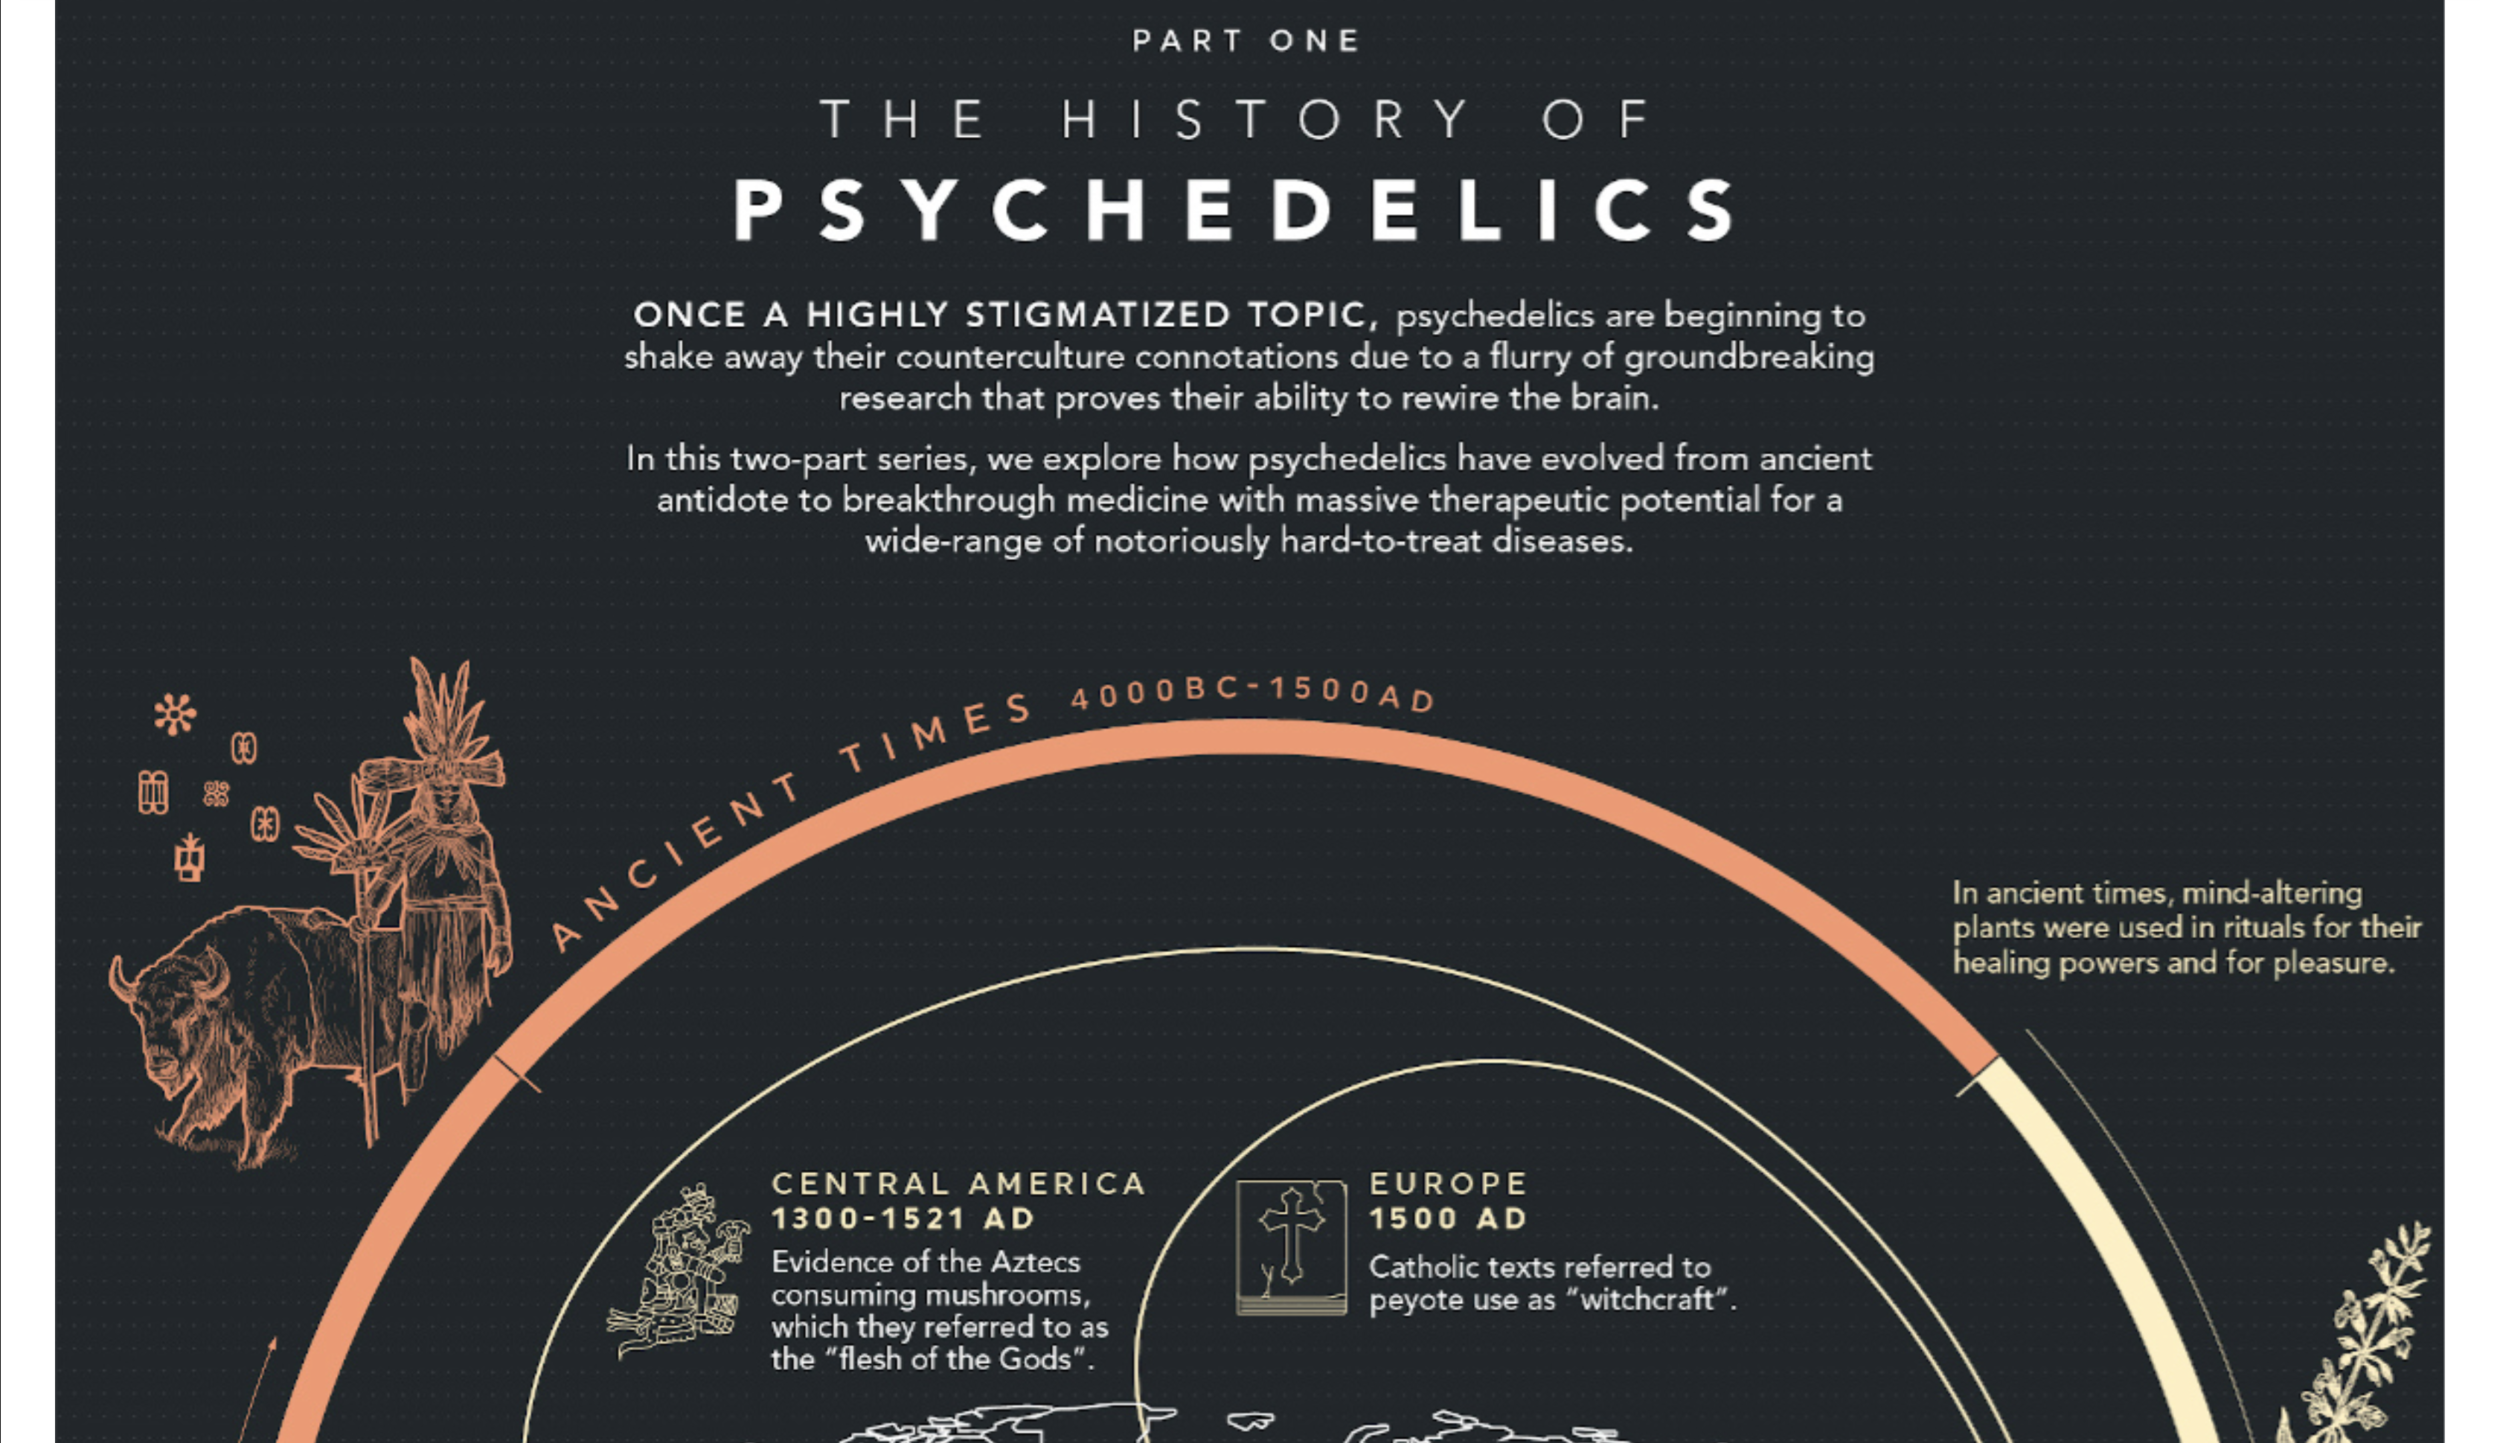 PART ONE
THE HISTORY OF
PSYCHEDELICS
ONCE A HIGHLY STIGMATIZED TOPIC, psychedelics are beginning to
shake away their counterculture connotations due to a flurry of groundbreaking
research that proves their ability to rewire the brain.
In this two-part series, we explore how psychedelics have evolved from ancient
antidote to breakthrough medicine with massive therapeutic potential for a
wide-range of notoriously hard-to-treat diseases.
ANCIENT TIMES 4000BC-1500AD
In ancient times, mind-altering
plants were used in rituals for their
healing powers and for pleasure.
CENTRAL AMERICA
1300-1521 AD
Evidence of the Aztecs
consuming mushrooms,
which they referred to as
the “flesh of the Gods”.
EUROPE
1500 AD
Catholic texts referred to
peyote use as “witchcraft”.